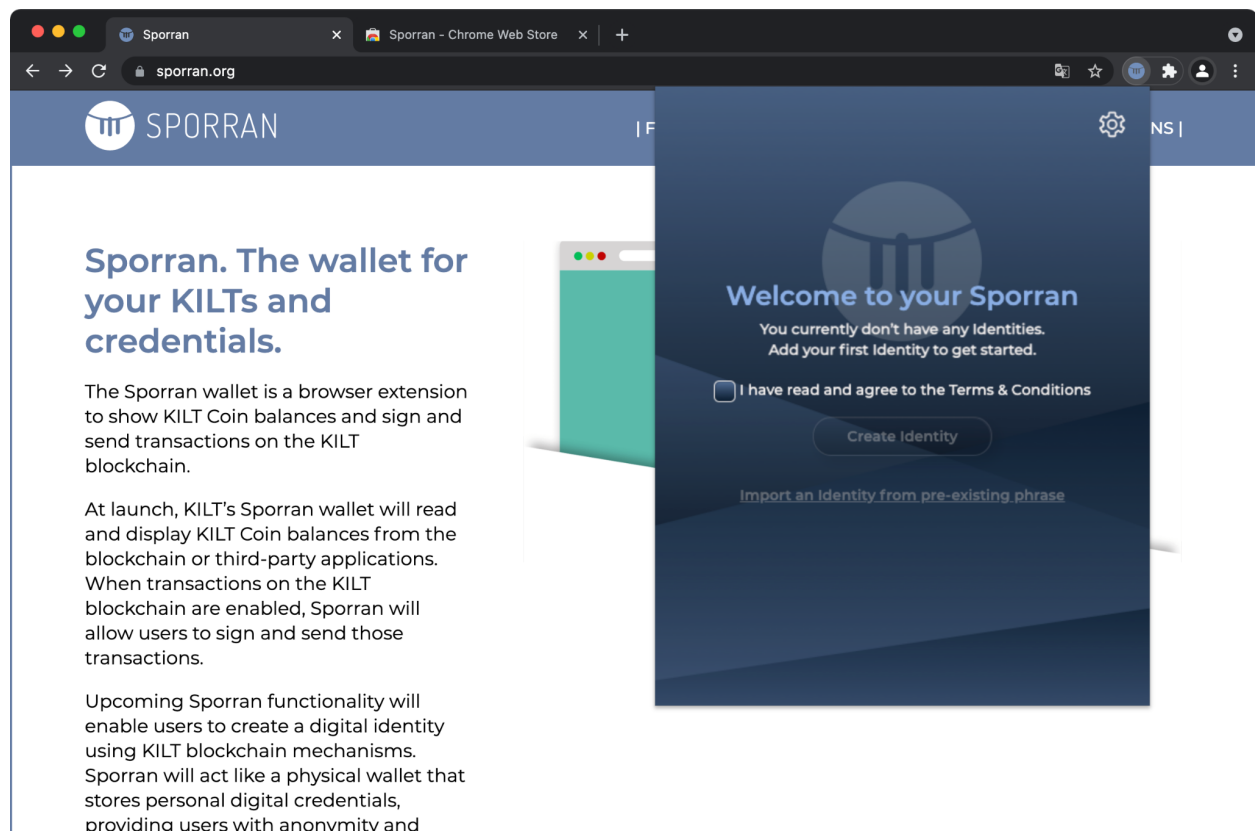 Sporran
Sporran - Chrome Web Store
sporran.org
SPORRAN
| F
NS |
Sporran. The wallet for
your KILTs and
credentials.
The Sporran wallet is a browser extension
to show KILT Coin balances and sign and
send transactions on the KILT
blockchain.
At launch, KILT’s Sporran wallet will read
and display KILT Coin balances from the
blockchain or third-party applications.
When transactions on the KILT
blockchain are enabled, Sporran will
allow users to sign and send those
transactions.
Upcoming Sporran functionality will
enable users to create a digital identity
using KILT blockchain mechanisms.
Sporran will act like a physical wallet that
stores personal digital credentials,
providing users with anonymity and
Welcome to your Sporran
You currently don’t have any Identities.
Add your first Identity to get started.
I have read and agree to the Terms & Conditions
Create Identity
Import an Identity from pre-existing phrase